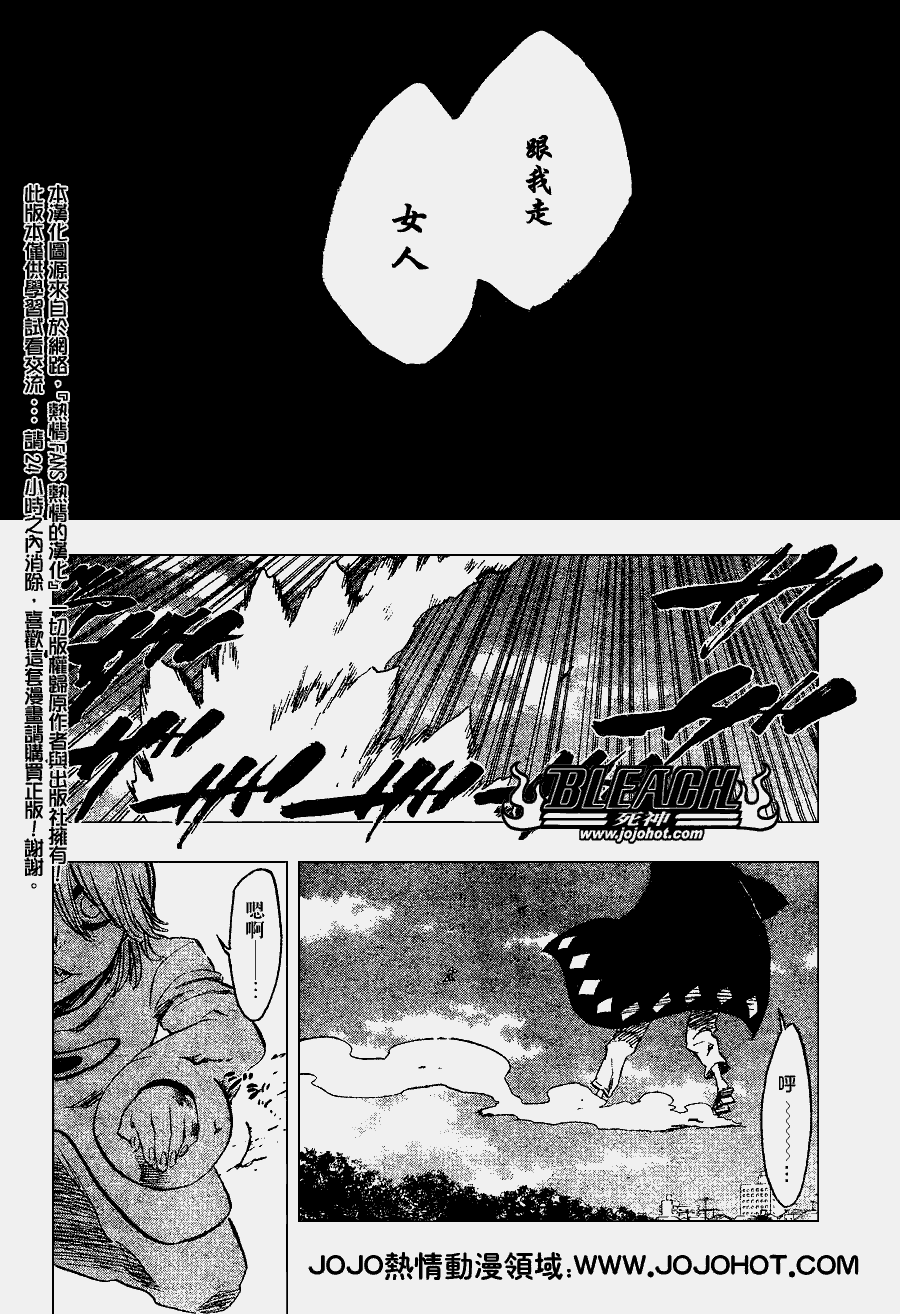 跟我走
女人
本漢化圖源來自於網路，『熱情FANS熱情的漢化』一切版權歸原作者與出版社擁有！
此版本僅供學習試看交流… 請24小時之內消除，喜歡這套漫畫請購買正版！謝謝。
ザ
ザ
ザ
ザ
ザ
BLEACH
死神
www.jojohot.com
呼~~~~~~…
嗯啊──…
JOJO熱情動漫領域:WWW.JOJOHOT.COM